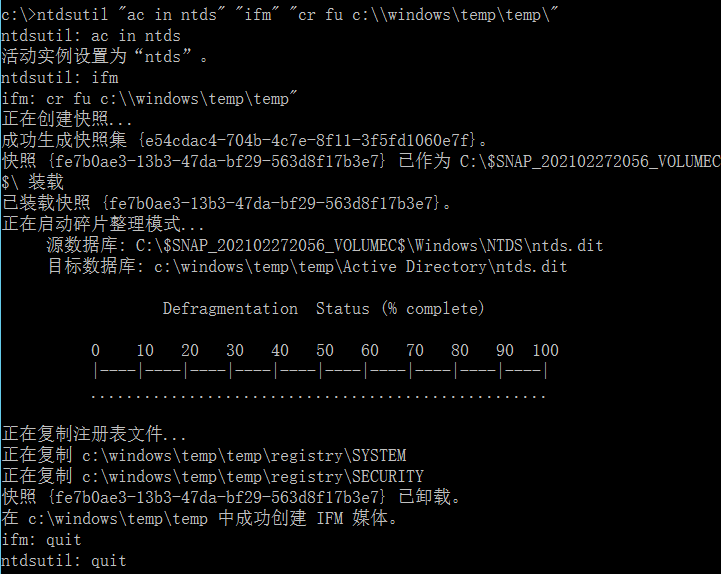 c:\>ntdsutil "ac in ntds" "ifm" "cr fu c:\\windows\temp\temp\"
ntdsutil: ac in ntds
活动实例设置为“ntds”。
ntdsutil: ifm
ifm: cr fu c:\\windows\temp\temp"
正在创建快照...
成功生成快照集 {e54cdac4-704b-4c7e-8f11-3f5fd1060e7f}。
快照 {fe7b0ae3-13b3-47da-bf29-563d8f17b3e7} 已作为 C:\$SNAP_202102272056_VOLUMEC
$\ 装载
已装载快照 {fe7b0ae3-13b3-47da-bf29-563d8f17b3e7}。
正在启动碎片整理模式...
源数据库: C:\$SNAP_202102272056_VOLUMEC$\Windows\NTDS\ntds.dit
目标数据库: c:\windows\temp\temp\Active Directory\ntds.dit
Defragmentation  Status (% complete)
0    10   20   30   40   50   60   70   80   90  100
|----|----|----|----|----|----|----|----|----|----|
...................................................
正在复制注册表文件...
正在复制 c:\windows\temp\temp\registry\SYSTEM
正在复制 c:\windows\temp\temp\registry\SECURITY
快照 {fe7b0ae3-13b3-47da-bf29-563d8f17b3e7} 已卸载。
在 c:\windows\temp\temp 中成功创建 IFM 媒体。
ifm: quit
ntdsutil: quit